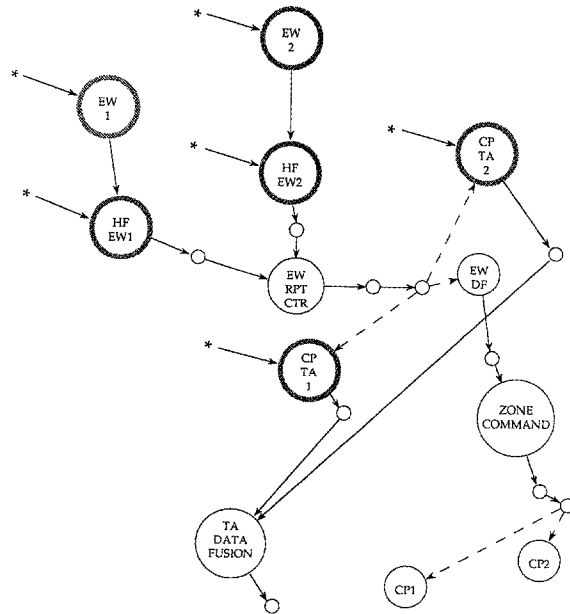 *
EW
2
*
EW
1
*
CP
TA
2
*
HF
EW2
*
HF
EW1
EW
RPT
CTR
EW
DF
*
CP
TA
1
ZONE
COMMAND
TA
DATA
FUSION
CP1
CP2